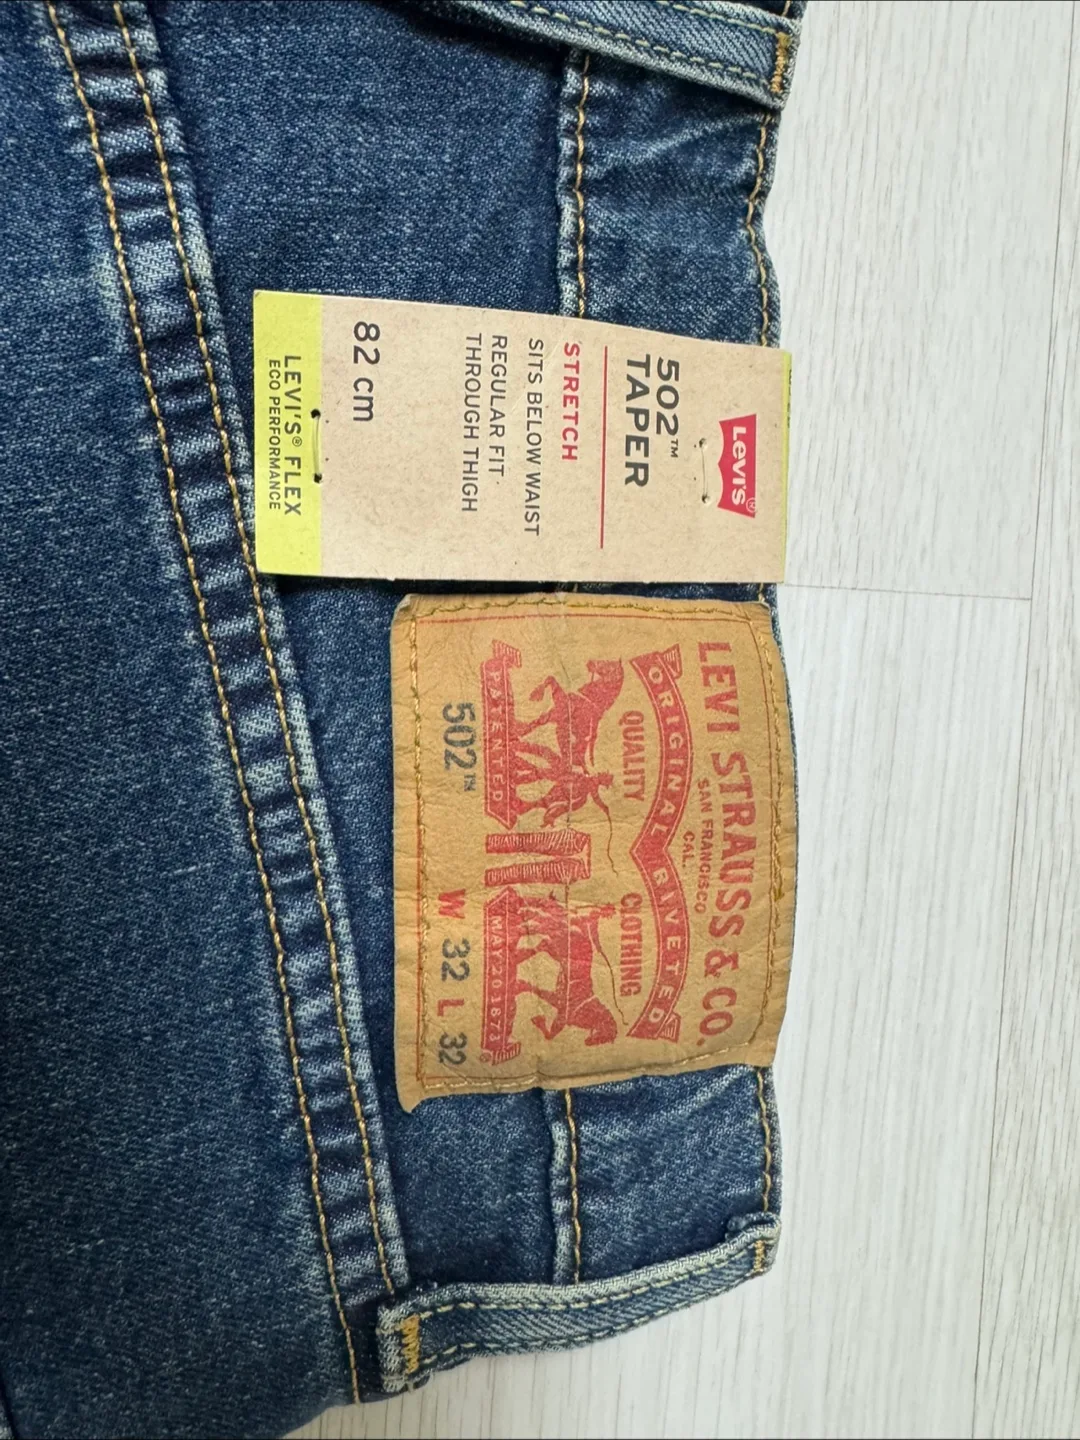 Levi's®
502™
TAPER
STRETCH
SITS BELOW WAIST
REGULAR FIT
THROUGH THIGH
82 cm
LEVI'S® FLEX
ECO PERFORMANCE
LEVI STRAUSS & CO.
SAN FRANCISCO
CAL.
ORIGINAL RIVETED
QUALITY CLOTHING
PATENTED MAY 20 1873
®
502™ W 32 L 32